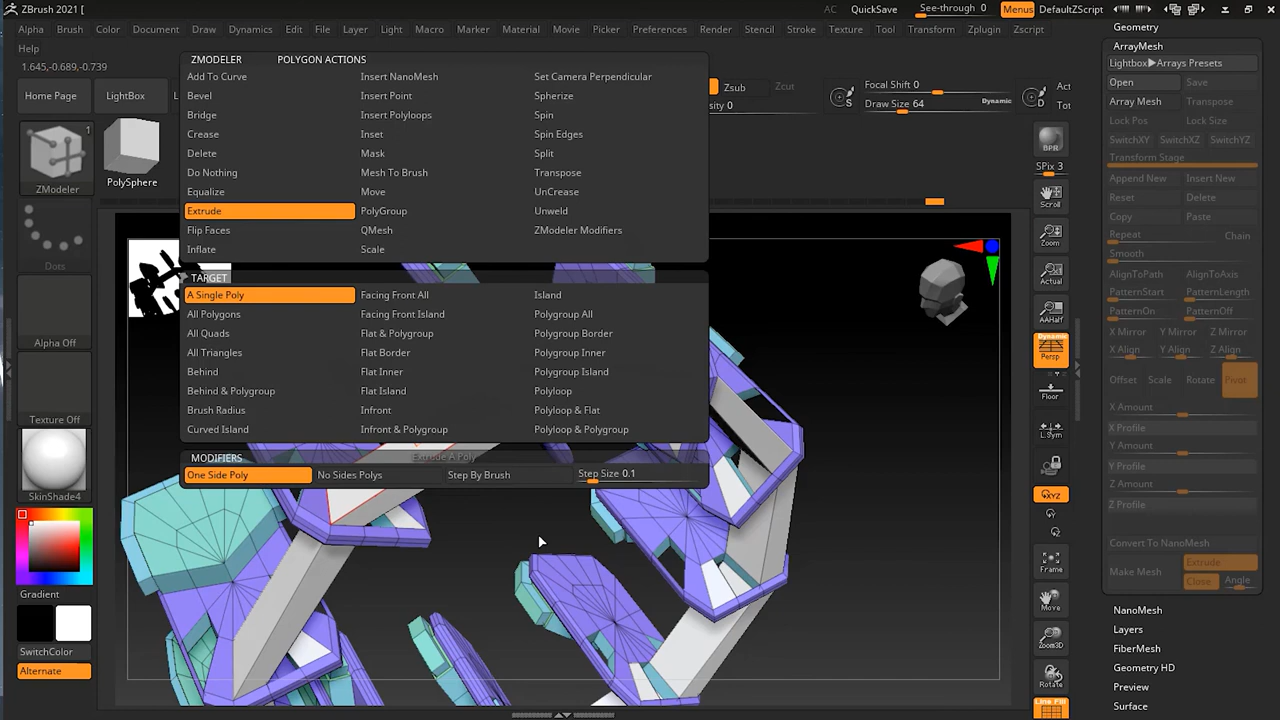 ZBrush 2021 [
AC QuickSave See-through 0 Menus DefaultZScript
Alpha Brush Color Document Draw Dynamics Edit File Layer Light Macro Marker Material Movie Picker Preferences Render Stencil Stroke Texture Tool Transform Zplugin Zscript
Help
1.645,-0.689,-0.739
Home Page LightBox
ZMODELER POLYGON ACTIONS
Add To Curve Insert NanoMesh Set Camera Perpendicular
Bevel Insert Point Spherize
Bridge Insert Polyloops Spin
Crease Inset Spin Edges
Delete Mask Split
Do Nothing Mesh To Brush Transpose
Equalize Move UnCrease
Extrude PolyGroup Unweld
Flip Faces QMesh ZModeler Modifiers
Inflate Scale
TARGET
A Single Poly Facing Front All Island
All Polygons Facing Front Island Polygroup All
All Quads Flat & Polygroup Polygroup Border
All Triangles Flat Border Polygroup Inner
Behind Flat Inner Polygroup Island
Behind & Polygroup Flat Island Polyloop
Brush Radius Infront Polyloop & Flat
Curved Island Infront & Polygroup Polyloop & Polygroup
MODIFIERS Extrude A Poly
One Side Poly No Sides Polys Step By Brush Step Size 0.1
Zsub Zcut
Focal Shift 0
Draw Size 64 Dynamic
S
D
1
ZModeler
PolySphere
Dots
Alpha Off
Texture Off
SkinShade4
Gradient
SwitchColor
Alternate
BPR
SPix 3
Scroll
Zoom
Actual
AAHalf
Dynamic
Persp
Floor
L.Sym
XYZ
Frame
Move
Zoom3D
Rotate
Line Fill
Geometry
ArrayMesh
Lightbox▶Arrays Presets
Open Save
Array Mesh Transpose
Lock Pos Lock Size
SwitchXY SwitchXZ SwitchYZ
Transform Stage
Append New Insert New
Reset Delete
Copy Paste
Repeat Chain
Smooth
AlignToPath AlignToAxis
PatternStart PatternLength
PatternOn PatternOff
X Mirror Y Mirror Z Mirror
X Align Y Align Z Align
Offset Scale Rotate Pivot
X Amount
X Profile
Y Amount
Y Profile
Z Amount
Z Profile
Convert To NanoMesh
Make Mesh Extrude
Close Angle
NanoMesh
Layers
FiberMesh
Geometry HD
Preview
Surface